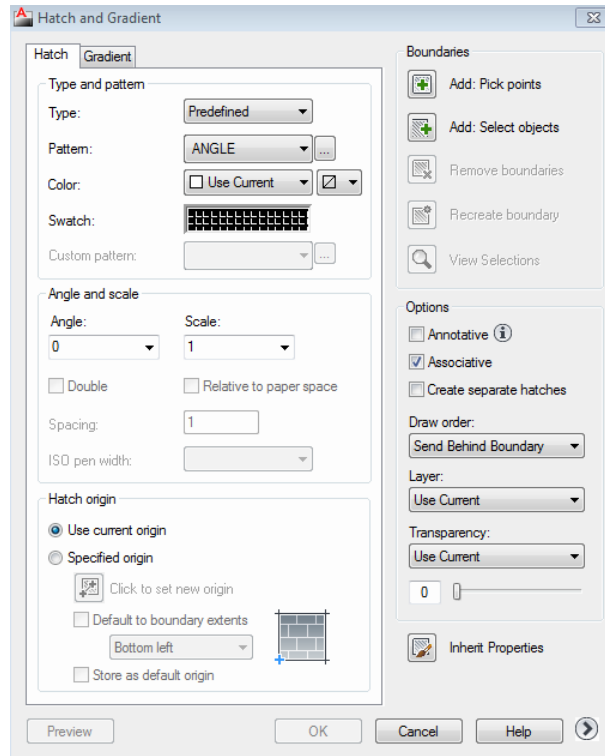 Hatch and Gradient
Hatch
Gradient
Type and pattern
Type:
Predefined
Pattern:
ANGLE
...
Color:
Use Current
Swatch:
Custom pattern:
...
Angle and scale
Angle:
Scale:
0
1
Double
Relative to paper space
Spacing:
1
ISO pen width:
Hatch origin
Use current origin
Specified origin
Click to set new origin
Default to boundary extents
Bottom left
Store as default origin
Boundaries
Add: Pick points
Add: Select objects
Remove boundaries
Recreate boundary
View Selections
Options
Annotative
Associative
Create separate hatches
Draw order:
Send Behind Boundary
Layer:
Use Current
Transparency:
Use Current
0
Inherit Properties
Preview
OK
Cancel
Help